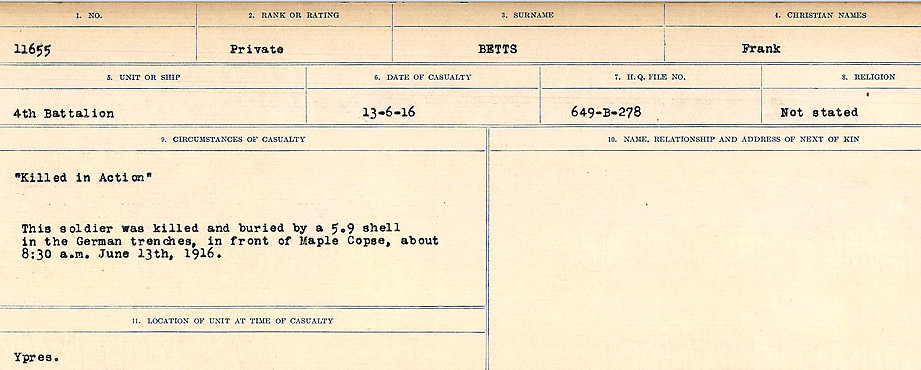 1. NO.
2. RANK OR RATING
3. SURNAME
4. CHRISTIAN NAMES
11655
Private
BETTS
Frank
5. UNIT OR SHIP
6. DATE OF CASUALTY
7. H.Q. FILE NO.
8. RELIGION
4th Battalion
13-6-16
649-B-278
Not stated
9. CIRCUMSTANCES OF CASUALTY
"Killed in Action"
This soldier was killed and buried by a 5.9 shell
in the German trenches, in front of Maple Copse, about
8:30 a.m. June 13th, 1916.
10. NAME, RELATIONSHIP AND ADDRESS OF NEXT OF KIN
11. LOCATION OF UNIT AT TIME OF CASUALTY
Ypres.